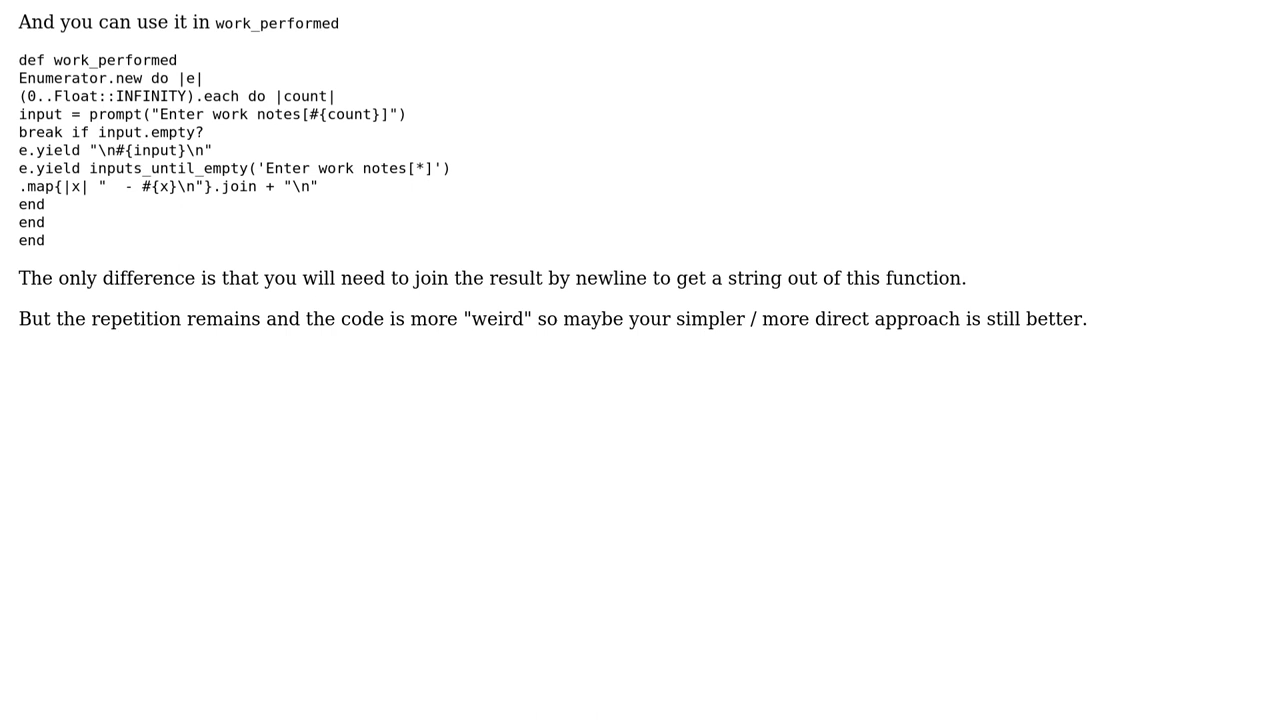 And you can use it in work_performed
def work_performed
Enumerator.new do |e|
(0..Float::INFINITY).each do |count|
input = prompt("Enter work notes[#{count}]")
break if input.empty?
e.yield "\n#{input}\n"
e.yield inputs_until_empty('Enter work notes[*]')
.map{|x| "  - #{x}\n"}.join + "\n"
end
end
end
The only difference is that you will need to join the result by newline to get a string out of this function.
But the repetition remains and the code is more "weird" so maybe your simpler / more direct approach is still better.